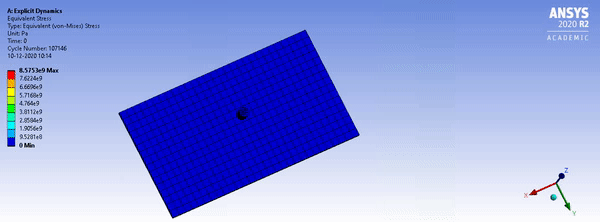 A: Explicit Dynamics
Equivalent Stress
Type: Equivalent (von-Mises) Stress
Unit: Pa
Time: 0
Cycle Number: 107146
10-12-2020 10:14
8.5753e9 Max
7.6224e9
6.6696e9
5.7168e9
4.764e9
3.8112e9
2.8584e9
1.9056e9
9.5281e8
0 Min
ANSYS
2020 R2
ACADEMIC
Z
X
Y